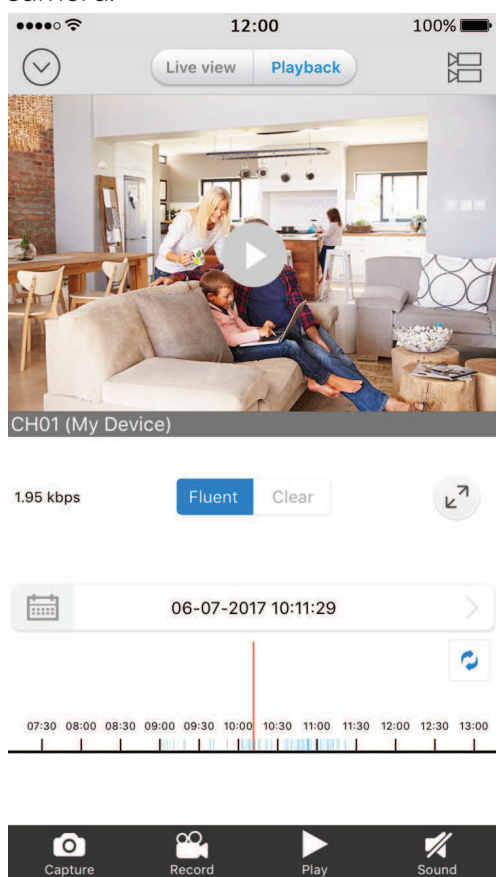 camera.
12:00
100%
Live view Playback
CH01 (My Device)
1.95 kbps
Fluent Clear
06-07-2017 10:11:29
07:30 08:00 08:30 09:00 09:30 10:00 10:30 11:00 11:30 12:00 12:30 13:00
Capture Record Play Sound